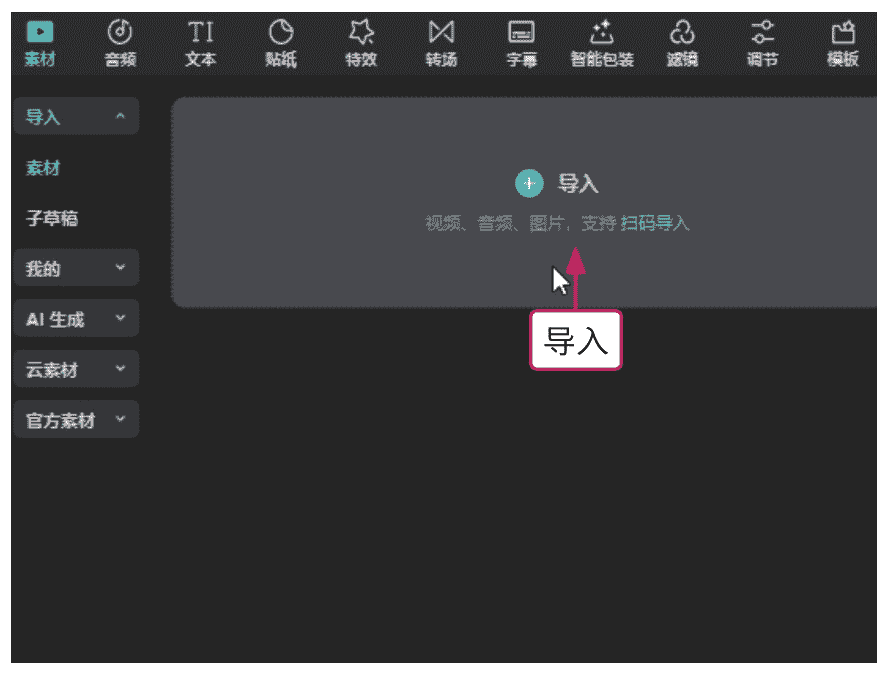 素材 音频 文本 贴纸 特效 转场 字幕 智能包装 滤镜 调节 模板
导入
素材
子草稿
我的
AI 生成
云素材
官方素材
导入
视频、音频、图片，支持 扫码导入
导入